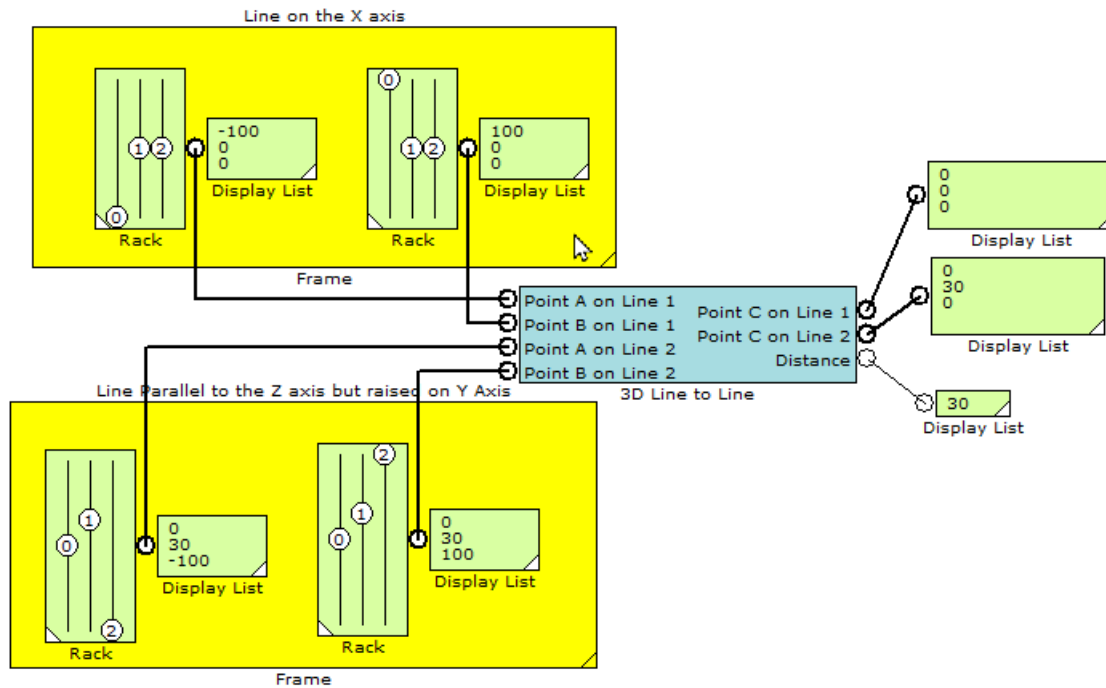 Line on the X axis
0
1 2
0
1 2
-100
0
0
Display List
100
0
0
Display List
0
Rack
Rack
Frame
0
0
0
Display List
0
30
0
Display List
Point A on Line 1
Point B on Line 1
Point A on Line 2
Point B on Line 2
Point C on Line 1
Point C on Line 2
Distance
3D Line to Line
30
Display List
Line Parallel to the Z axis but raised on Y Axis
0
1
2
Rack
0
30
-100
Display List
0
1
2
Rack
0
30
100
Display List
Frame